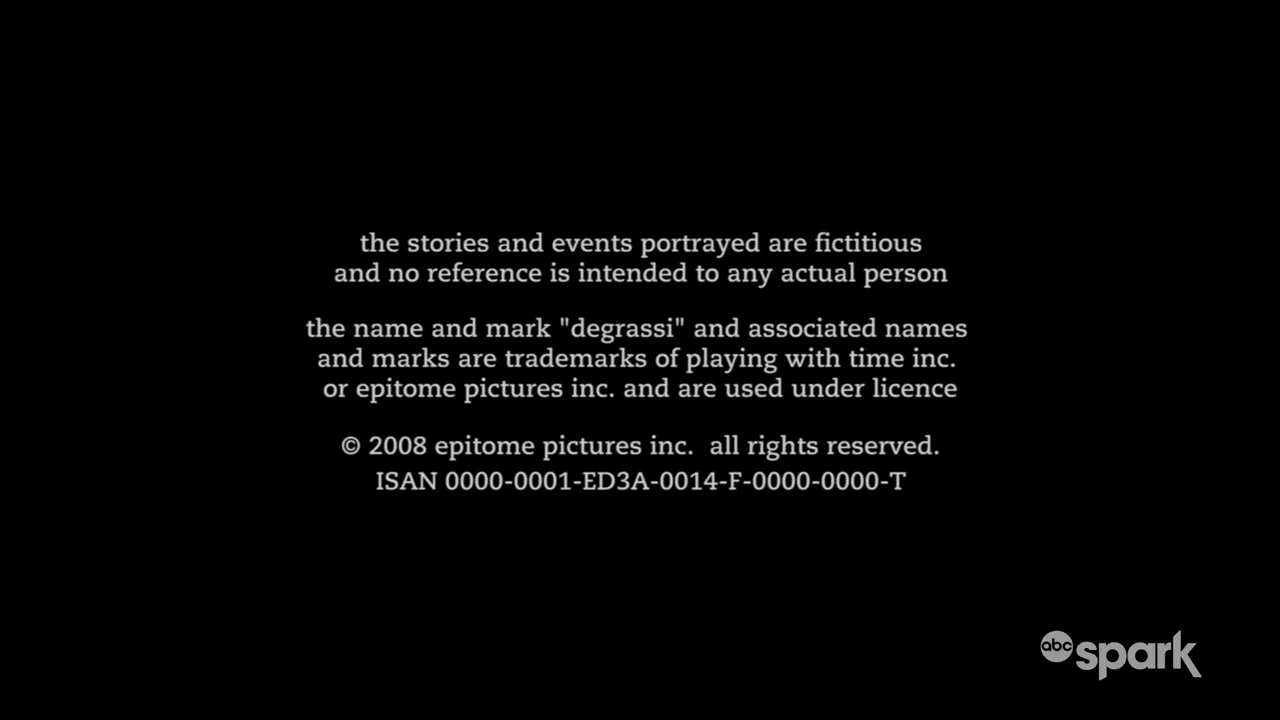 the stories and events portrayed are fictitious
and no reference is intended to any actual person
the name and mark "degrassi" and associated names
and marks are trademarks of playing with time inc.
or epitome pictures inc. and are used under licence
© 2008 epitome pictures inc.  all rights reserved.
ISAN 0000-0001-ED3A-0014-F-0000-0000-T
abc spark